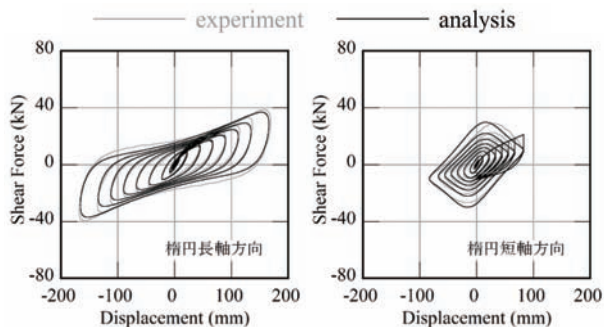 experiment analysis
80
40
0
-40
-80
Shear Force (kN)
-200 -100 0 100 200
Displacement (mm)
楕円長軸方向
80
40
0
-40
-80
Shear Force (kN)
-200 -100 0 100 200
Displacement (mm)
楕円短軸方向